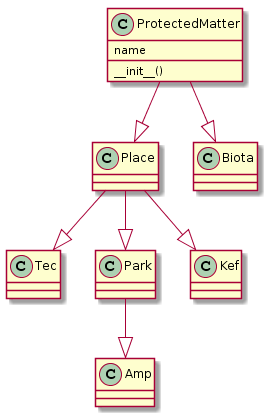 C ProtectedMatter
name
__init__()
C Place
C Biota
C Tec
C Park
C Kef
C Amp